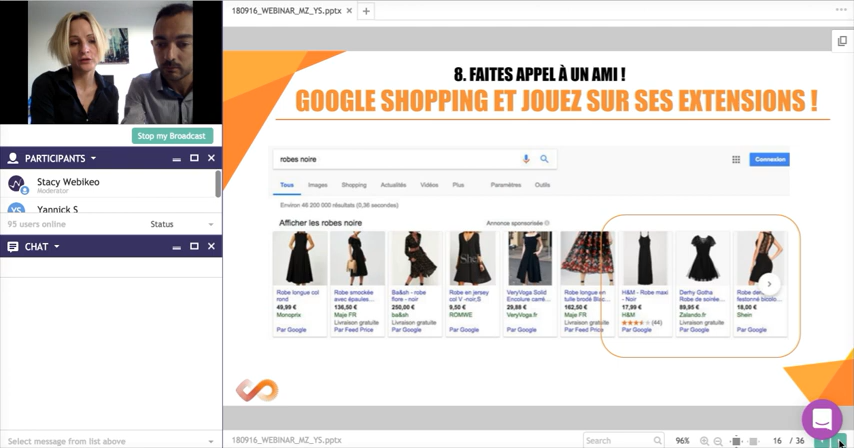 180916_WEBINAR_MZ_YS.pptx
Stop my Broadcast
PARTICIPANTS
Stacy Webikeo
Moderator
YS
Yannick S
95 users online
Status
CHAT
Select message from list above
8. FAITES APPEL À UN AMI !
GOOGLE SHOPPING ET JOUEZ SUR SES EXTENSIONS !
robes noire
Connexion
Tous Images Shopping Actualités Vidéos Plus Paramètres Outils
Environ 46 200 000 résultats (0,36 secondes)
Afficher les robes noire
Annonce sponsorisée
Robe longue col rond
49,99 €
Monoprix
Par Google
Robe smockée avec épaules...
136,50 €
Maje FR
Livraison gratuite
Par Feed Price
Ba&sh - robe flore - noir
250,00 €
ba&sh
Livraison gratuite
Par Google
Robe en jersey col V -noir,S
9,50 €
ROMWE
Par Google
VeryVoga Solid Encolure carré...
29,88 €
VeryVoga.fr
Par Google
Robe longue en tulle brodé Blac...
162,50 €
Maje FR
Livraison gratuite
Par Feed Price
H&M - Robe maxi - Noir
17,99 €
H&M
(44)
Par Google
Derhy Gotha Robe de soirée...
89,95 €
Zalando.fr
Livraison gratuite
Par Google
festonné bicolo...
18,00 €
Shein
Par Google
180916_WEBINAR_MZ_YS.pptx
Search
96%
16 / 36